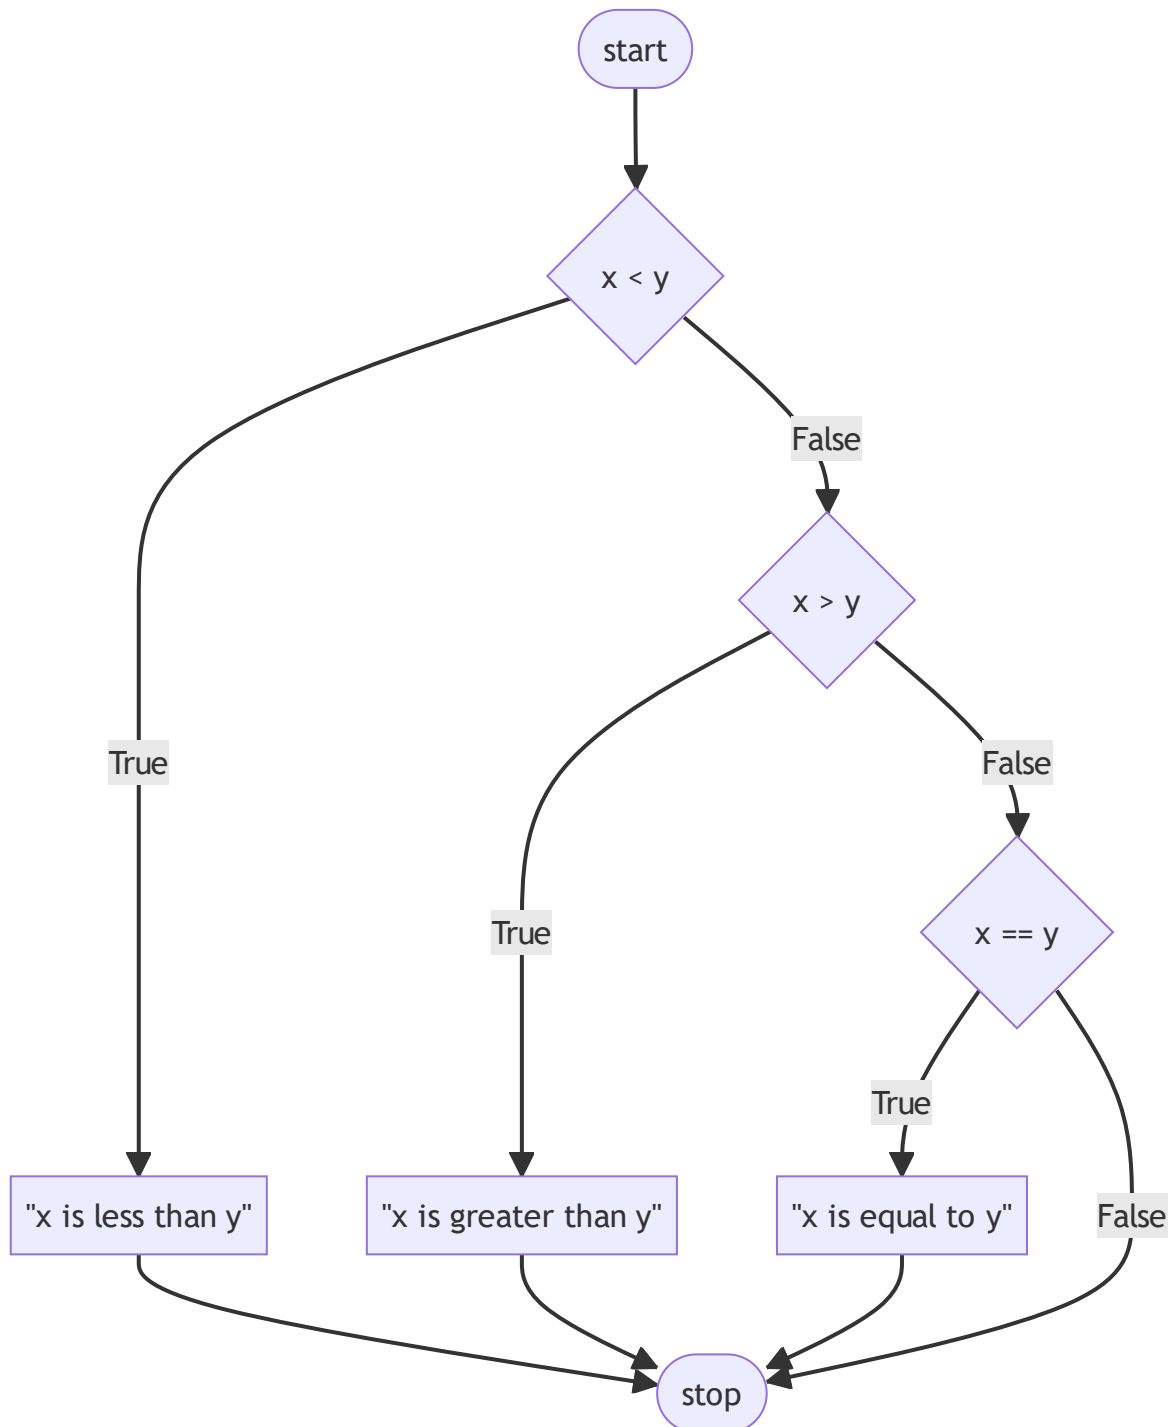 start
x < y
False
x > y
True
False
True
x == y
True
"x is less than y"
"x is greater than y"
"x is equal to y"
False
stop